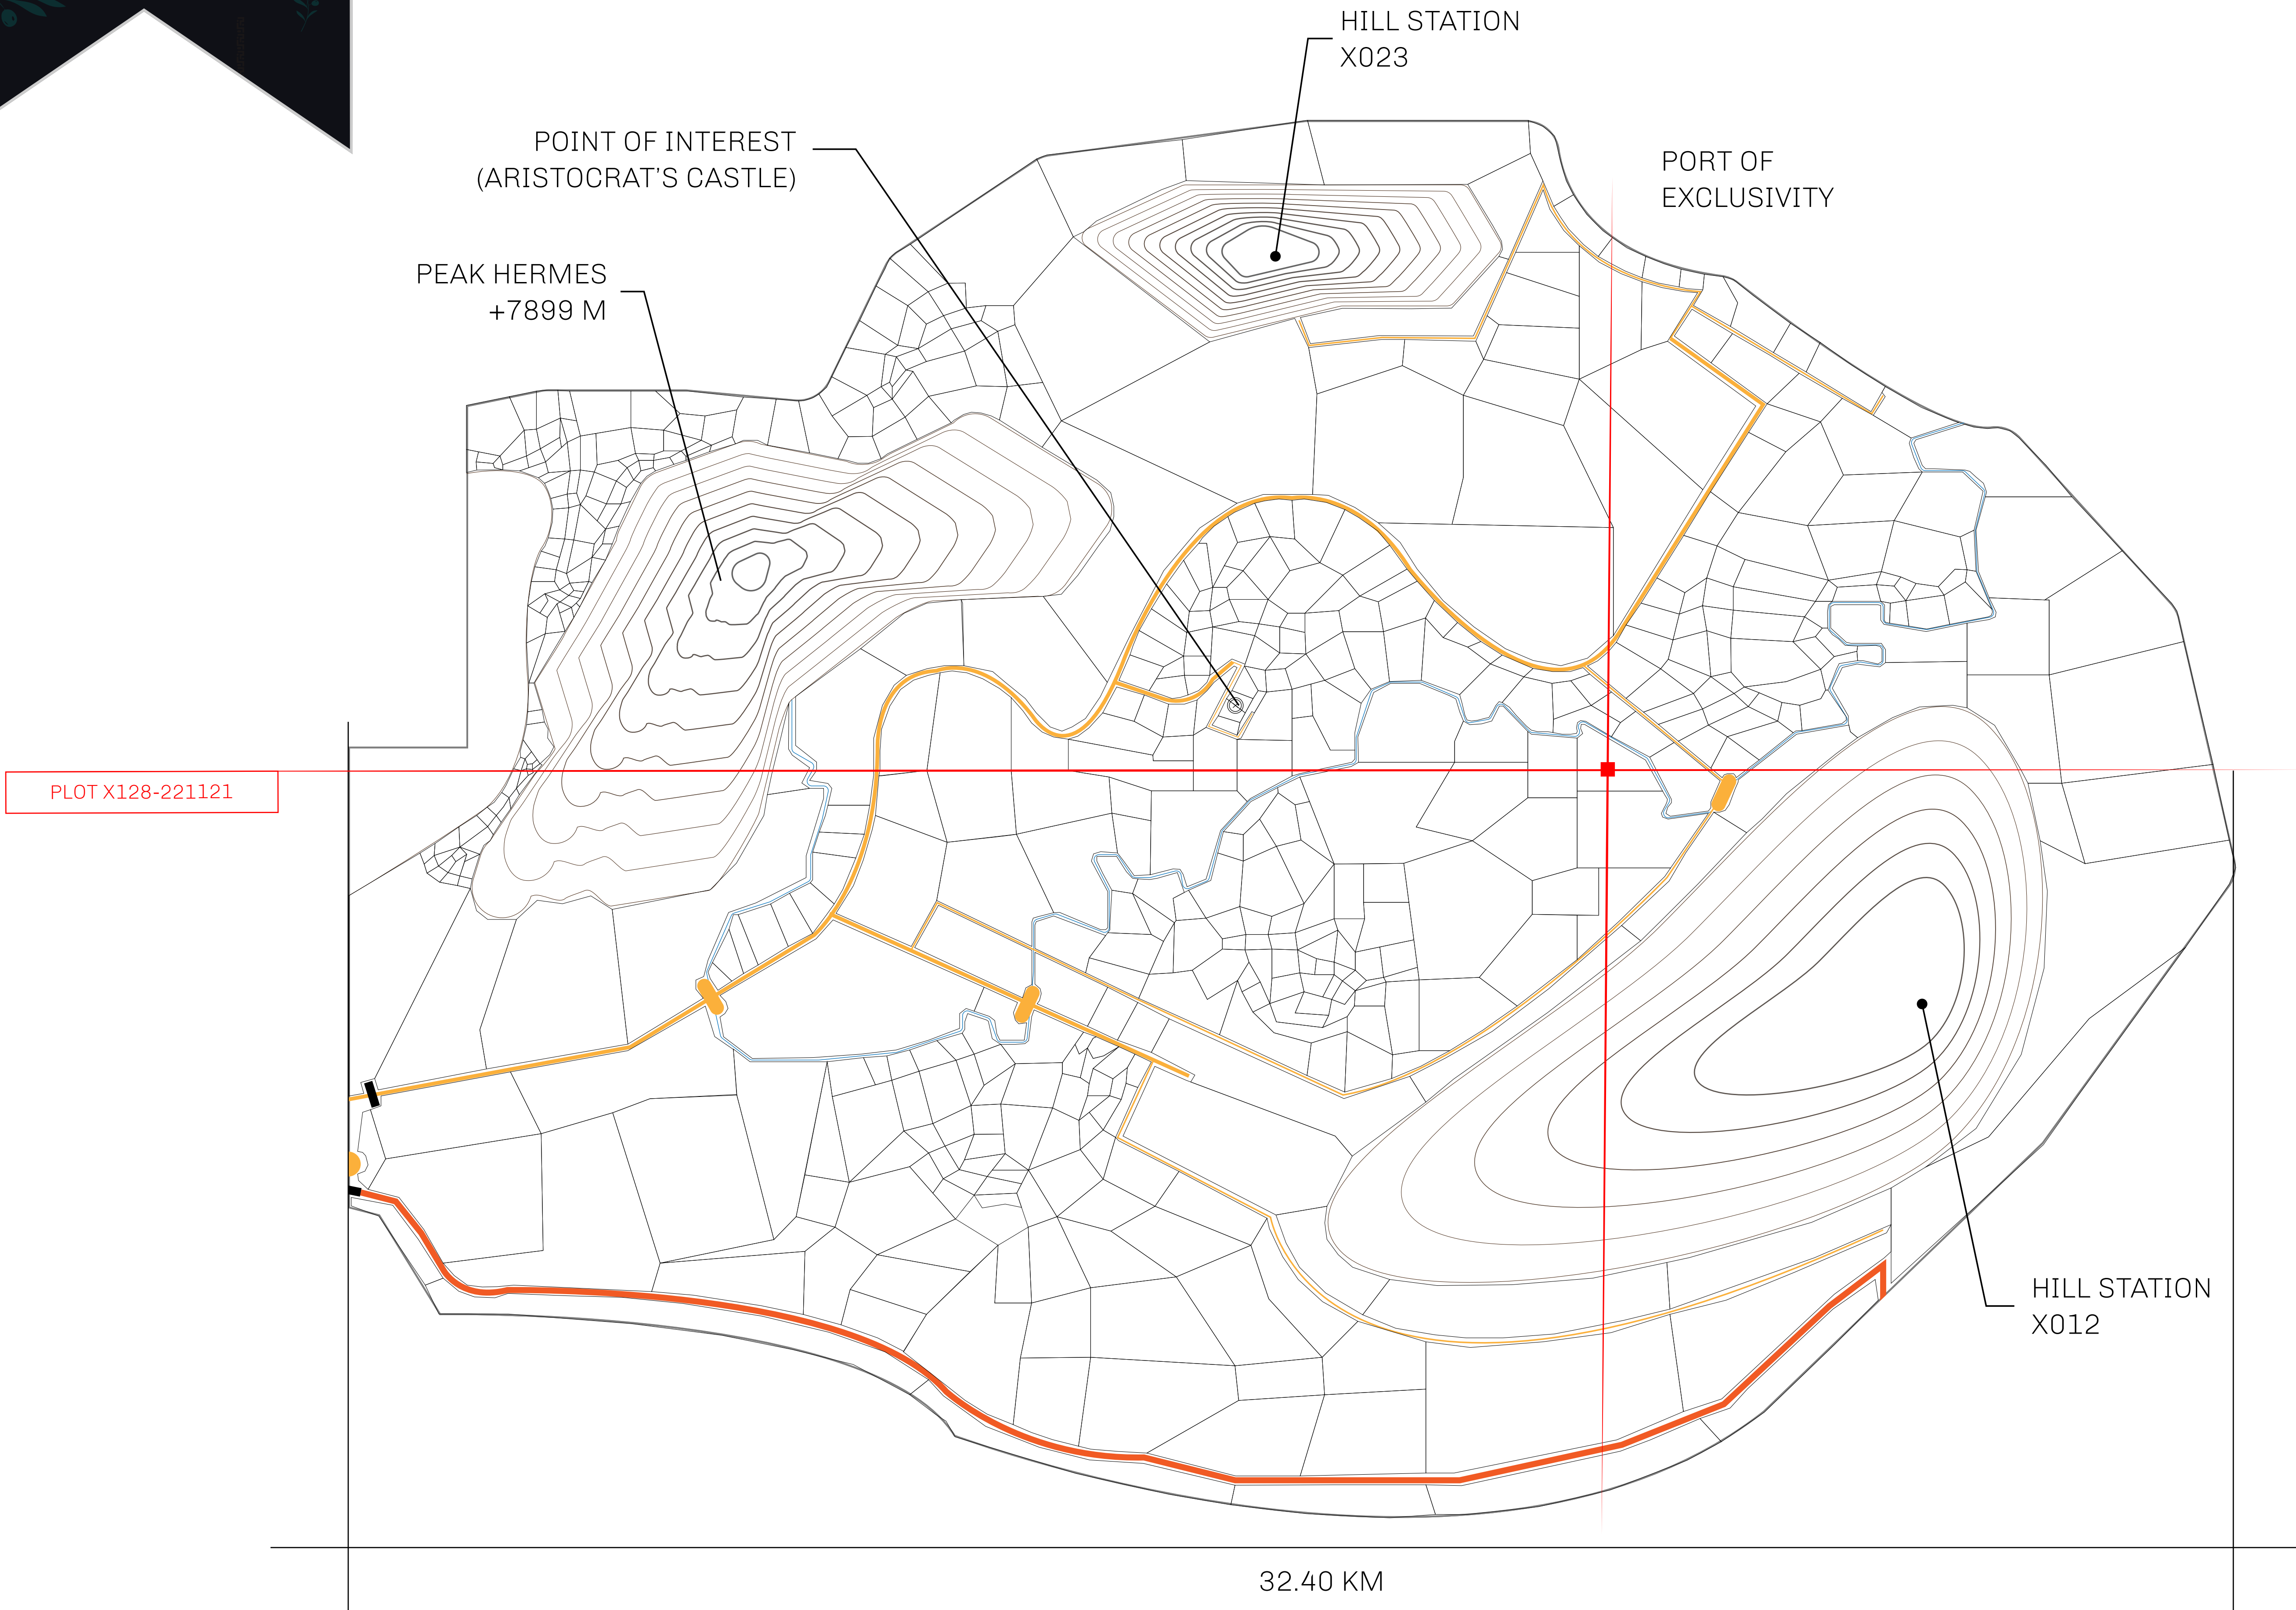 HILL STATION
X023
POINT OF INTEREST
(ARISTOCRAT'S CASTLE)
PORT OF
EXCLUSIVITY
PEAK HERMES
+7899 M
PLOT X128-221121
HILL STATION
X012
32.40 KM